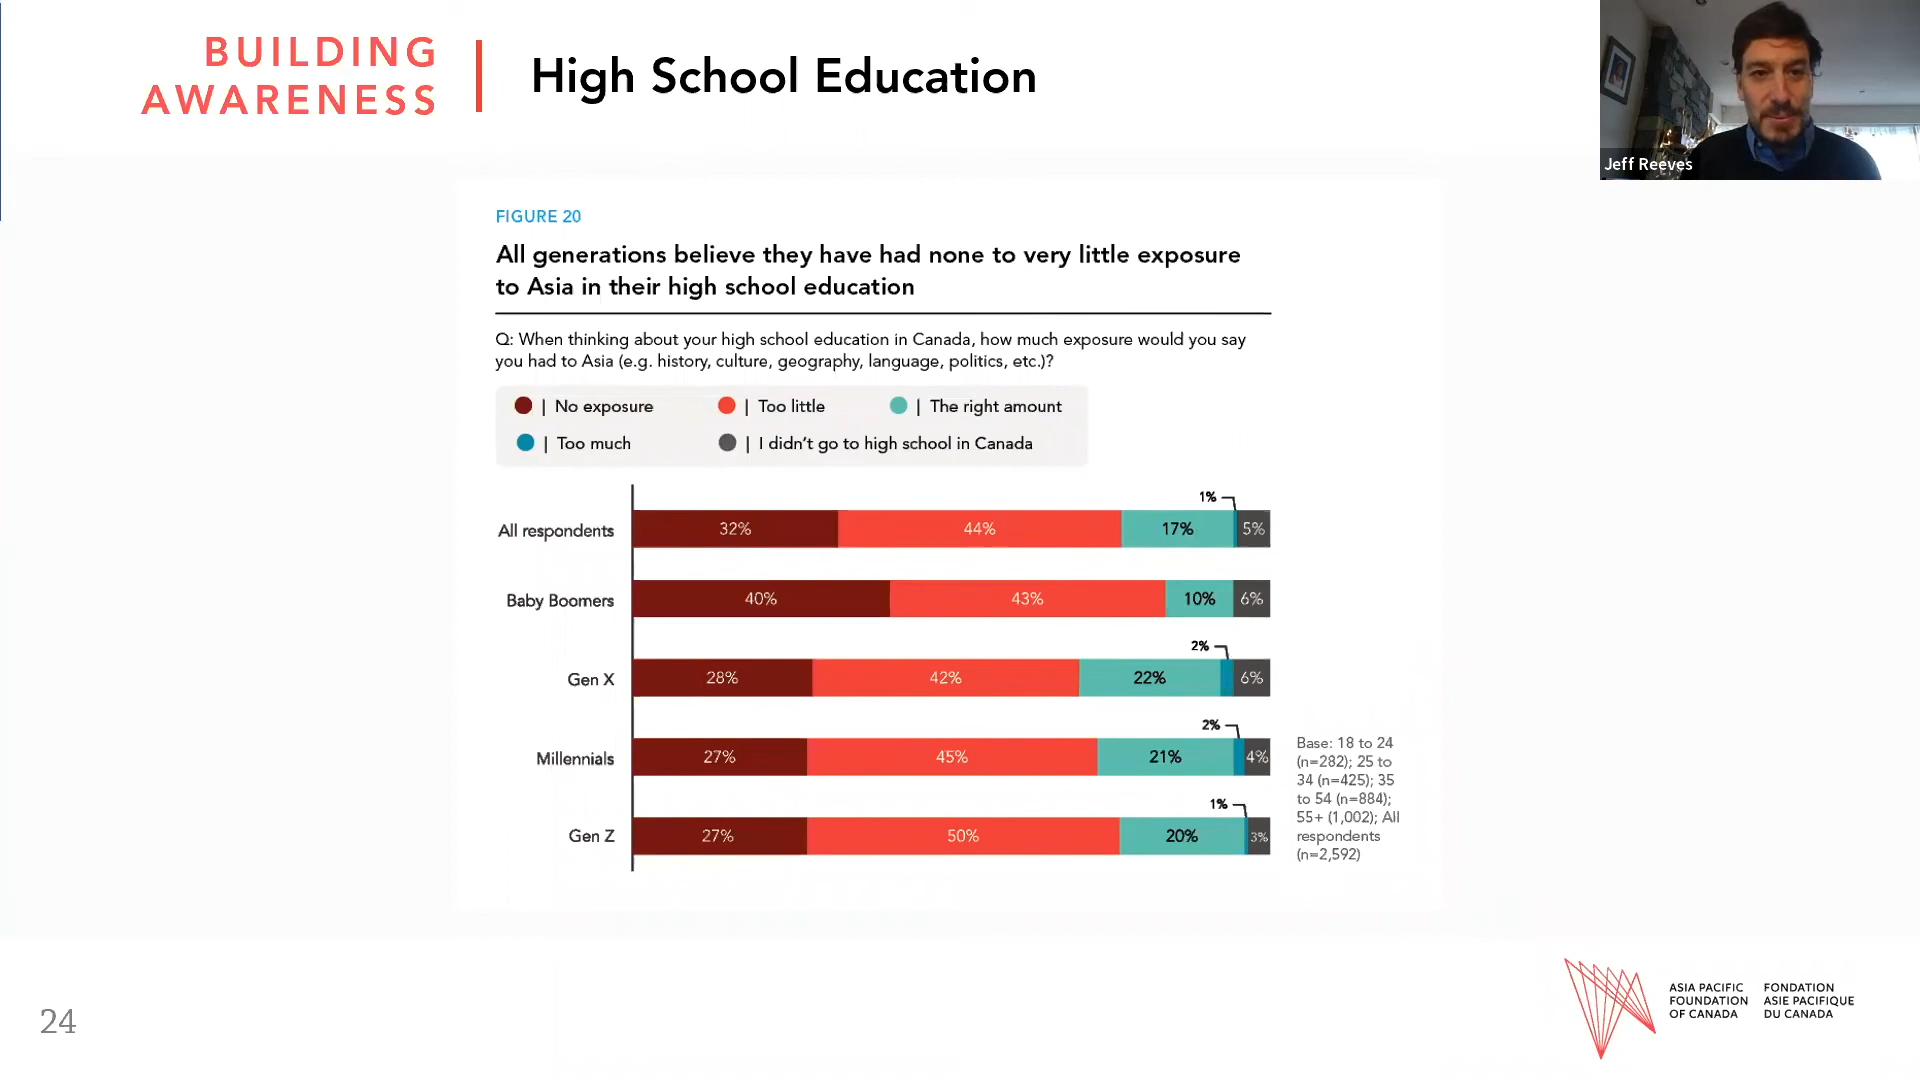 BUILDING
AWARENESS
High School Education
Jeff Reeves
FIGURE 20
All generations believe they have had none to very little exposure
to Asia in their high school education
Q: When thinking about your high school education in Canada, how much exposure would you say
you had to Asia (e.g. history, culture, geography, language, politics, etc.)?
| No exposure | Too little | The right amount
| Too much | I didn't go to high school in Canada
1%
All respondents 32% 44% 17% 5%
Baby Boomers 40% 43% 10% 6%
2%
Gen X 28% 42% 22% 6%
2%
Millennials 27% 45% 21% 4%
1%
Gen Z 27% 50% 20% 3%
Base: 18 to 24
(n=282); 25 to
34 (n=425); 35
to 54 (n=884);
55+ (1,002); All
respondents
(n=2,592)
24
ASIA PACIFIC
FOUNDATION
OF CANADA
FONDATION
ASIE PACIFIQUE
DU CANADA